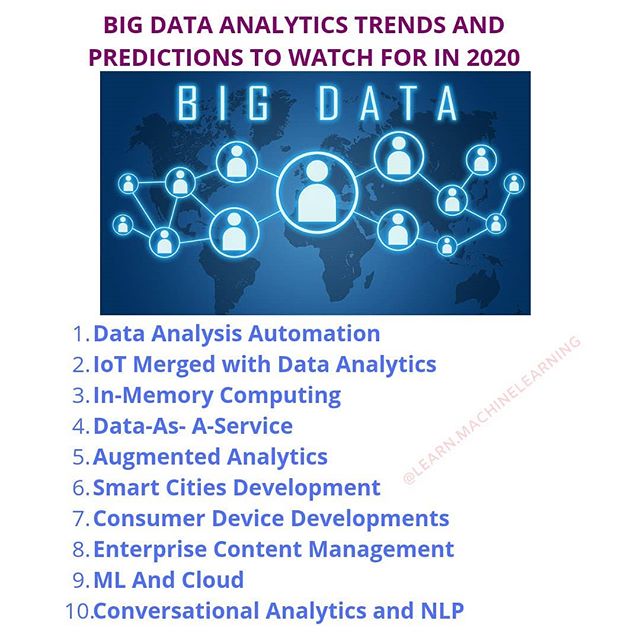 BIG DATA ANALYTICS TRENDS AND
PREDICTIONS TO WATCH FOR IN 2020
BIG DATA
1. Data Analysis Automation
2. IoT Merged with Data Analytics
3. In-Memory Computing
4. Data-As- A-Service
5. Augmented Analytics
6. Smart Cities Development
7. Consumer Device Developments
8. Enterprise Content Management
9. ML And Cloud
10. Conversational Analytics and NLP
@LEARN.MACHINELEARNING